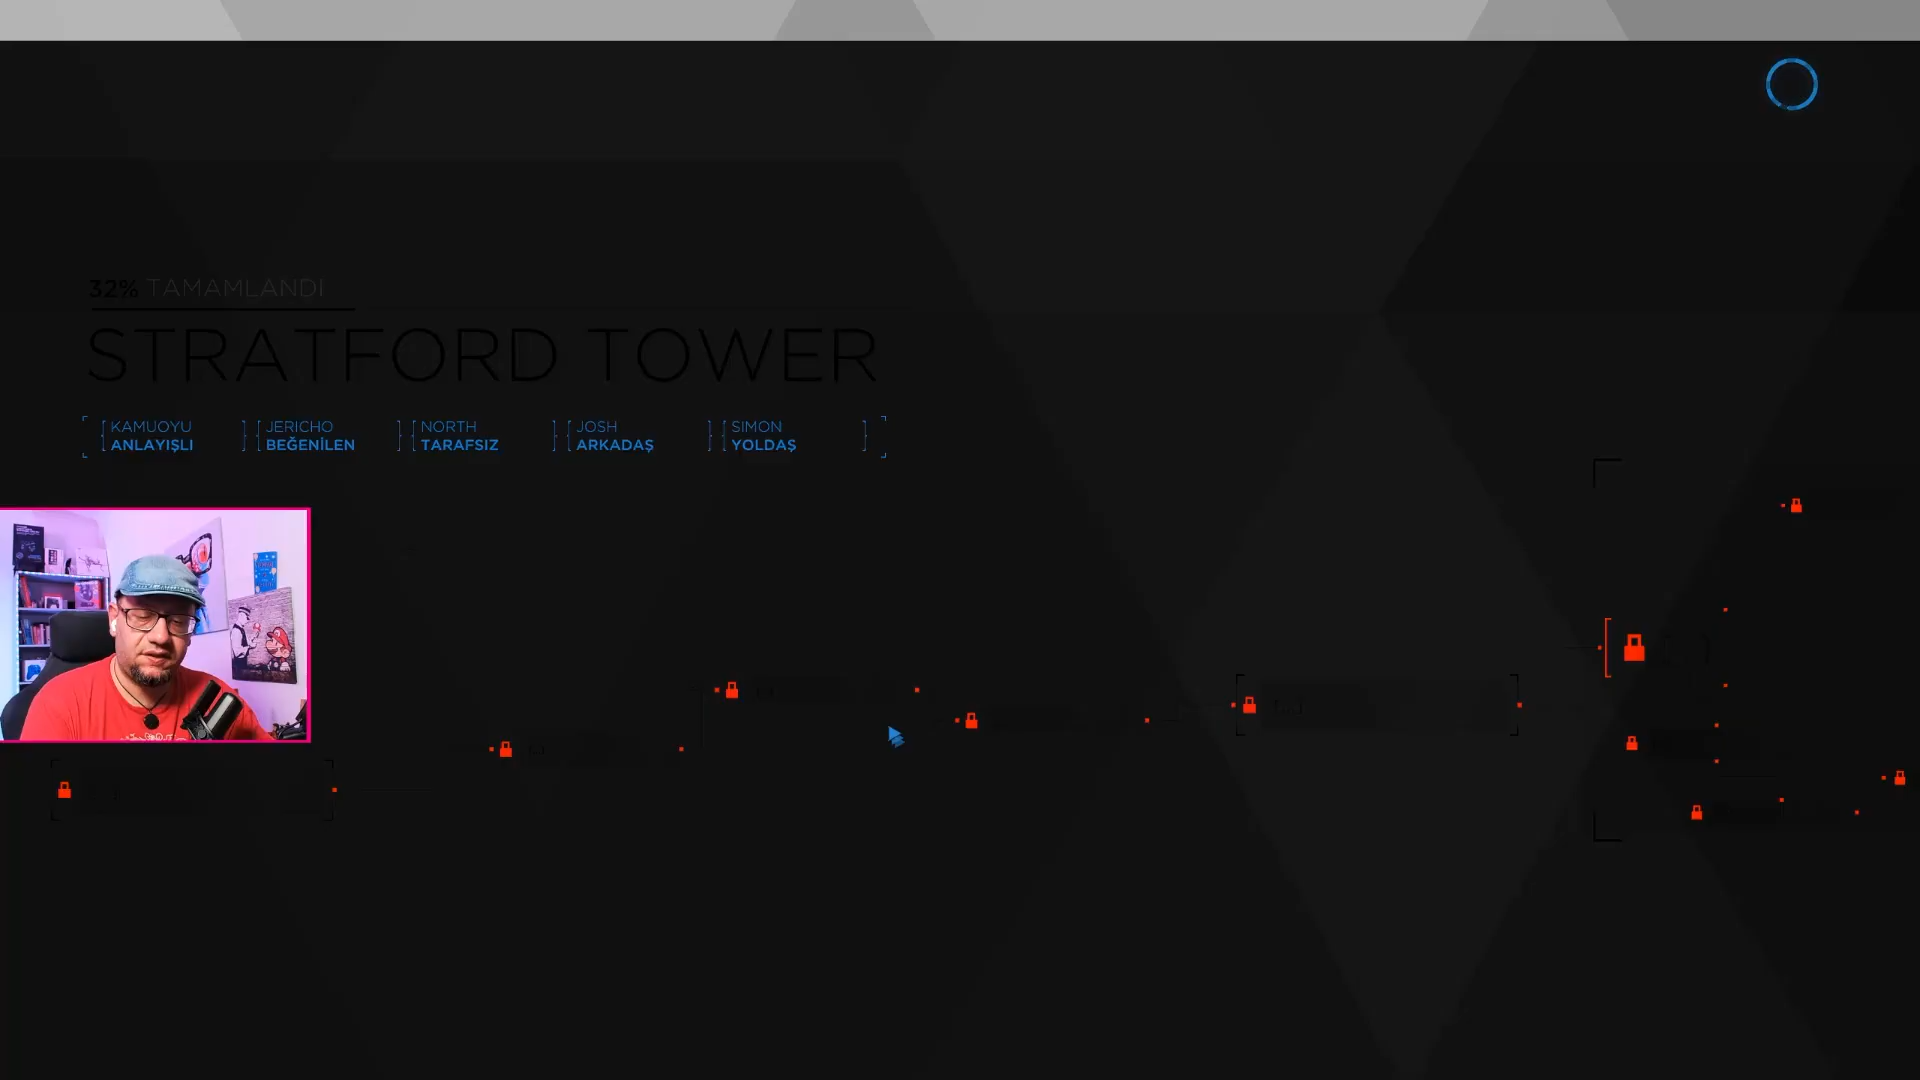 32% TAMAMLANDI
STRATFORD TOWER
KAMUOYU
ANLAYIŞLI
JERICHO
BEĞENİLEN
NORTH
TARAFSIZ
JOSH
ARKADAŞ
SIMON
YOLDAŞ